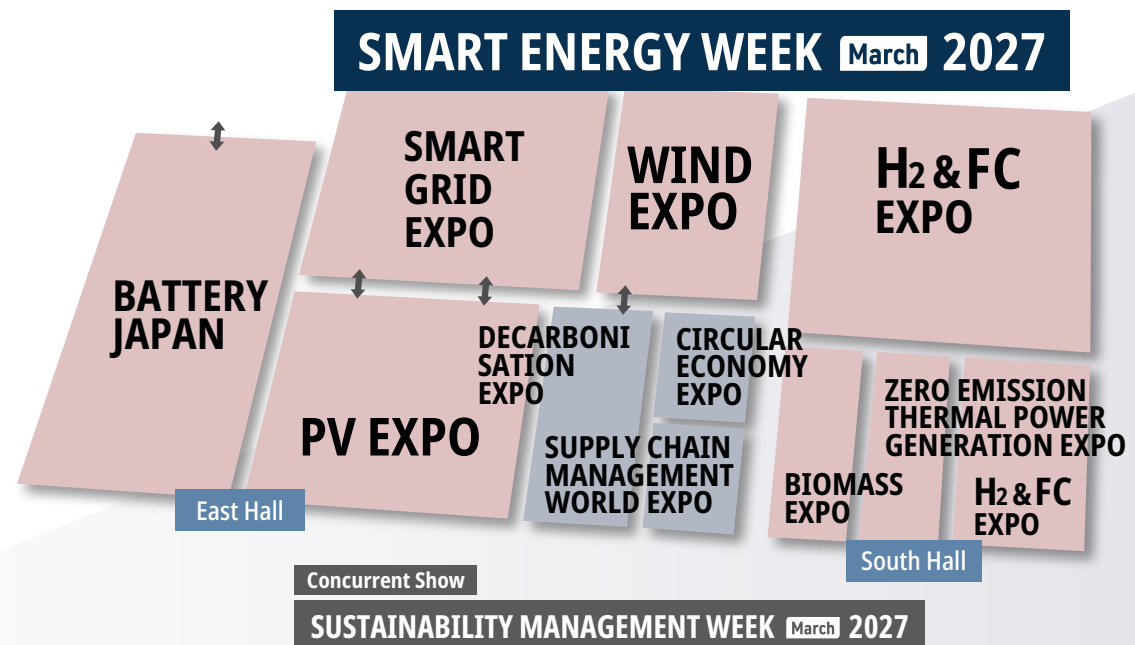 SMART ENERGY WEEK March 2027
SMART
GRID
EXPO
WIND
EXPO
H2 & FC
EXPO
BATTERY
JAPAN
PV EXPO
DECARBONI
SATION
EXPO
CIRCULAR
ECONOMY
EXPO
SUPPLY CHAIN
MANAGEMENT
WORLD EXPO
BIOMASS
EXPO
ZERO EMISSION
THERMAL POWER
GENERATION EXPO
H2 & FC
EXPO
East Hall
South Hall
Concurrent Show
SUSTAINABILITY MANAGEMENT WEEK March 2027